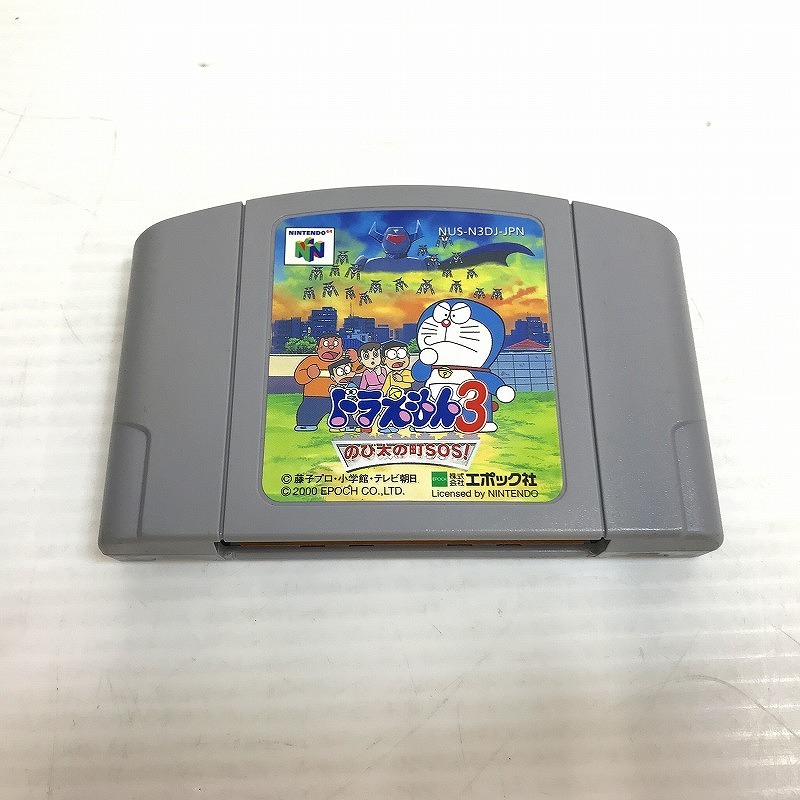 NINTENDO 64
NUS-N3DJ-JPN
ドラえもん3
のび太の町SOS!
© 藤子プロ・小学館・テレビ朝日
© 2000 EPOCH CO., LTD.
EPOCH 株式会社 エポック社
Licensed by NINTENDO